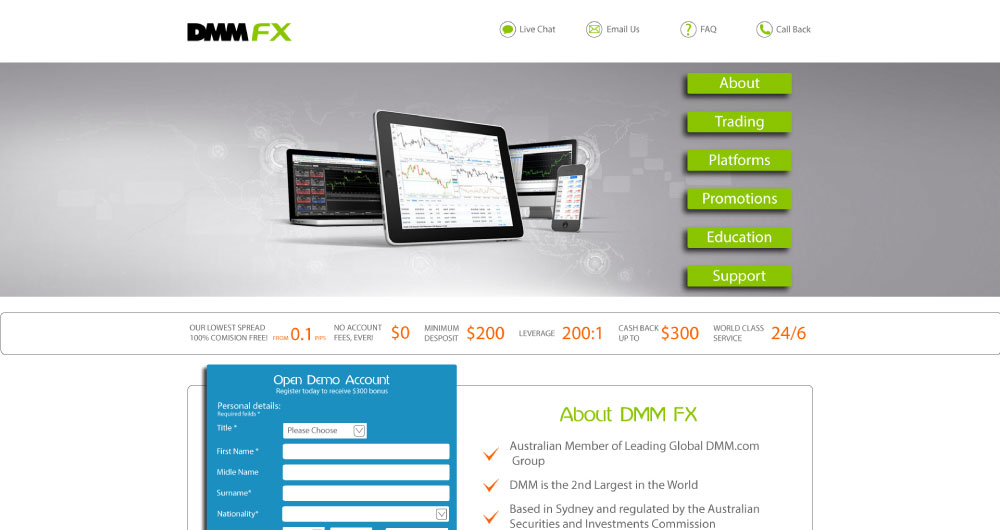 DMM FX
Live Chat
Email Us
FAQ
Call Back
About
Trading
Platforms
Promotions
Education
Support
OUR LOWEST SPREAD
100% COMISION FREE! FROM 0.1 PIPS
NO ACCOUNT
FEES, EVER! $0
MINIMUM
DESPOSIT $200
LEVERAGE 200:1
CASH BACK
UP TO $300
WORLD CLASS
SERVICE 24/6
Open Demo Account
Register today to receive $300 bonus
Personal details:
Required feilds *
Title *
Please Choose
First Name *
Midle Name
Surname*
Nationality*
About DMM FX
Australian Member of Leading Global DMM.com
Group
DMM is the 2nd Largest in the World
Based in Sydney and regulated by the Australian
Securities and Investments Commission